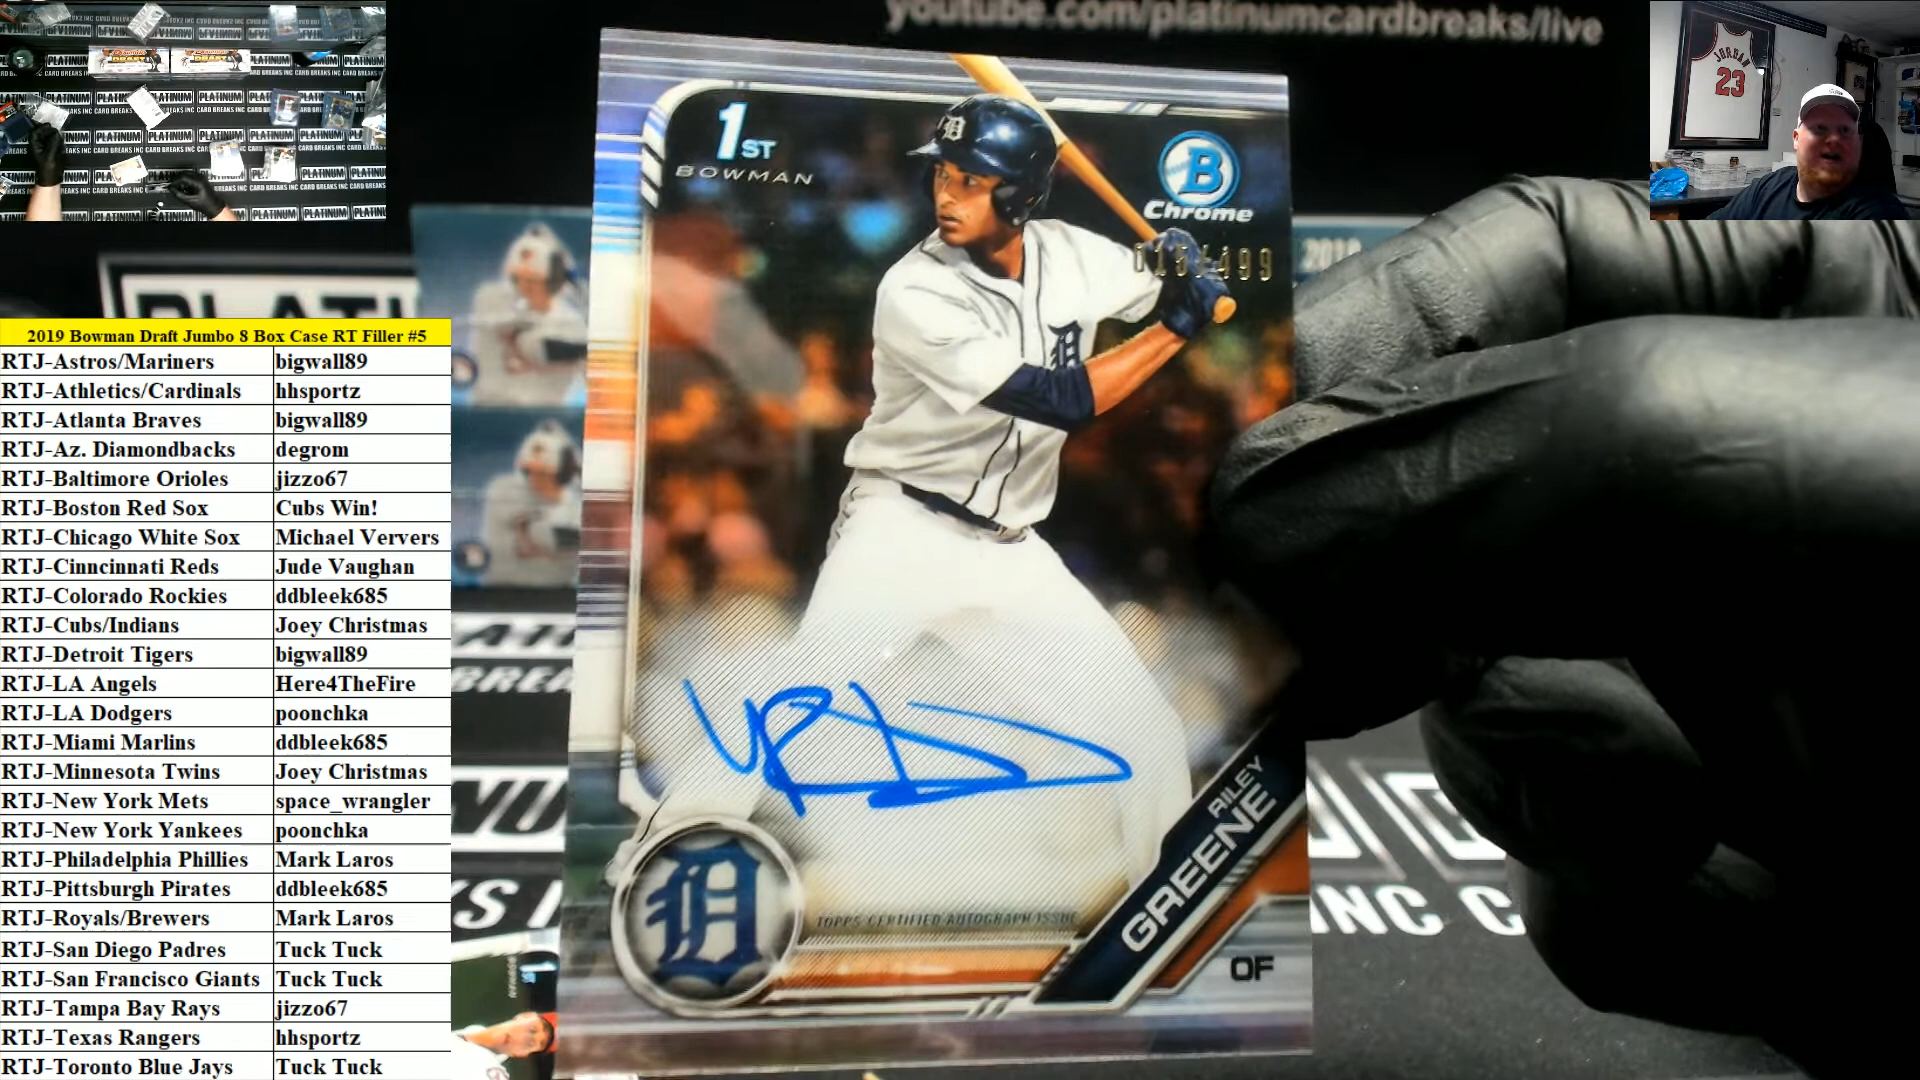 youtube.com/platinumcardbreaks/live
JORDAN
23
1ST
BOWMAN
B
Chrome
015/499
2019 Bowman Draft Jumbo 8 Box Case RT Filler #5
RTJ-Astros/Mariners bigwall89
RTJ-Athletics/Cardinals hhsportz
RTJ-Atlanta Braves bigwall89
RTJ-Az. Diamondbacks degrom
RTJ-Baltimore Orioles jizzo67
RTJ-Boston Red Sox Cubs Win!
RTJ-Chicago White Sox Michael Ververs
RTJ-Cinncinnati Reds Jude Vaughan
RTJ-Colorado Rockies ddbleek685
RTJ-Cubs/Indians Joey Christmas
RTJ-Detroit Tigers bigwall89
RTJ-LA Angels Here4TheFire
RTJ-LA Dodgers poonchka
RTJ-Miami Marlins ddbleek685
RTJ-Minnesota Twins Joey Christmas
RTJ-New York Mets space_wrangler
RTJ-New York Yankees poonchka
RTJ-Philadelphia Phillies Mark Laros
RTJ-Pittsburgh Pirates ddbleek685
RTJ-Royals/Brewers Mark Laros
RTJ-San Diego Padres Tuck Tuck
RTJ-San Francisco Giants Tuck Tuck
RTJ-Tampa Bay Rays jizzo67
RTJ-Texas Rangers hhsportz
RTJ-Toronto Blue Jays Tuck Tuck
RILEY
GREENE
TOPPS CERTIFIED AUTOGRAPH ISSUE
OF
INC C